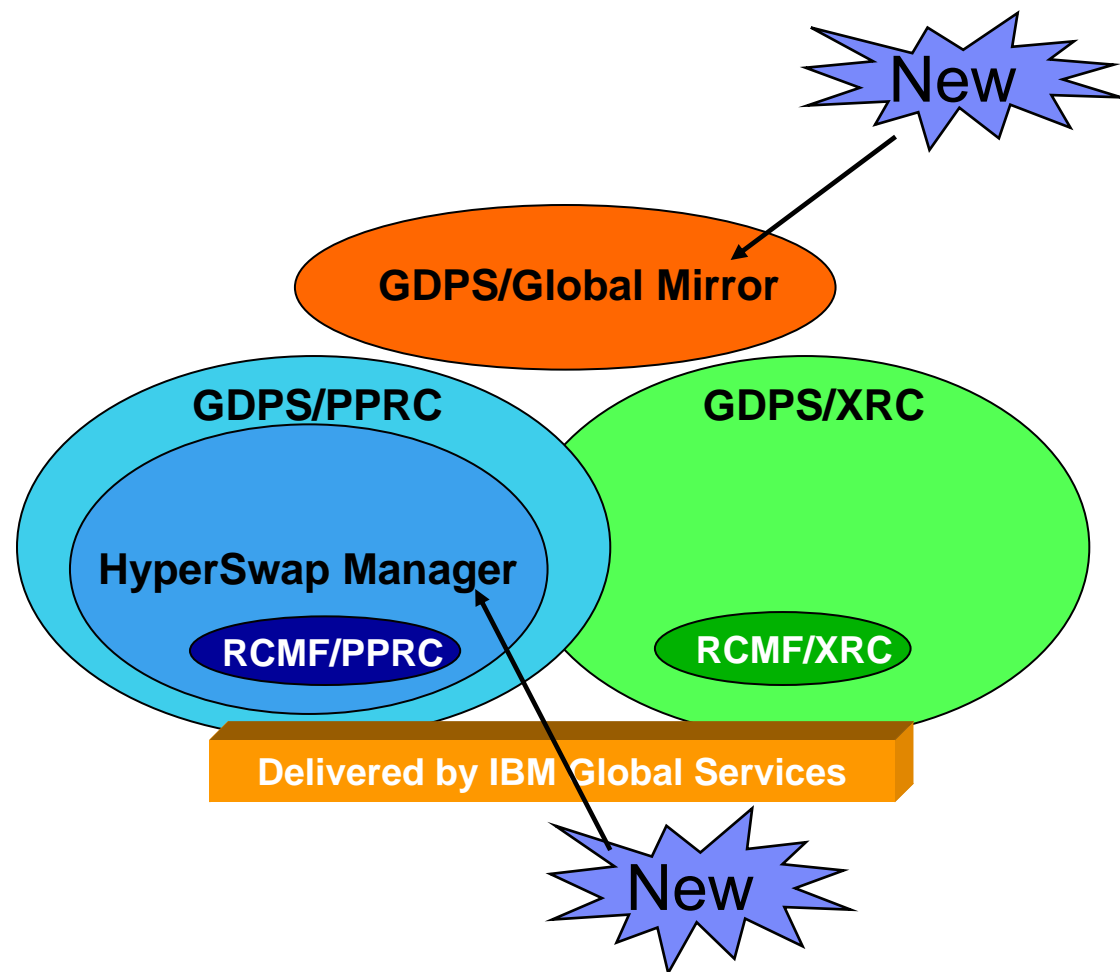 New
GDPS/Global Mirror
GDPS/PPRC
GDPS/XRC
HyperSwap Manager
RCMF/PPRC
RCMF/XRC
Delivered by IBM Global Services
New